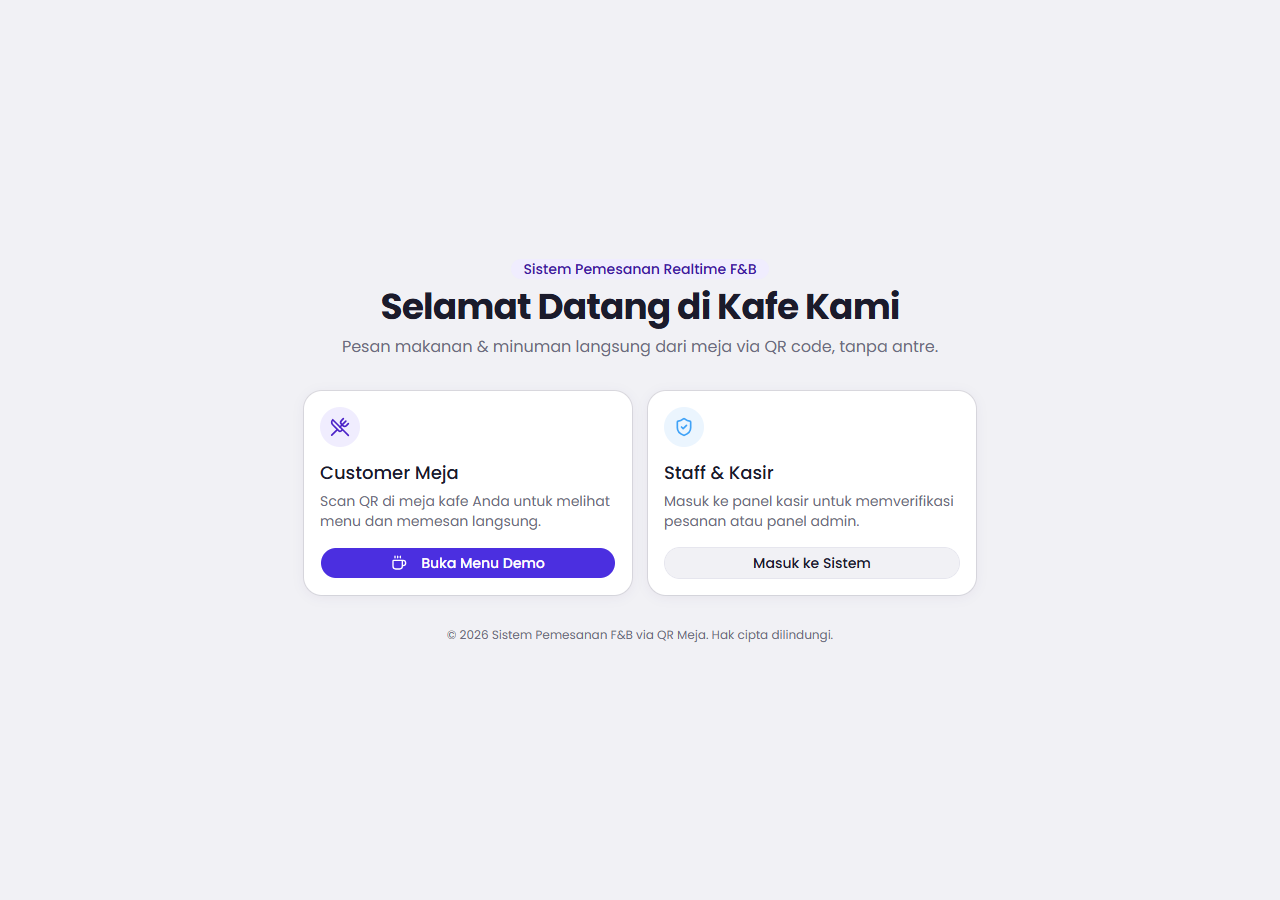 Sistem Pemesanan Realtime F&B
Selamat Datang di Kafe Kami
Pesan makanan & minuman langsung dari meja via QR code, tanpa antre.
Customer Meja
Scan QR di meja kafe Anda untuk melihat
menu dan memesan langsung.
Buka Menu Demo
Staff & Kasir
Masuk ke panel kasir untuk memverifikasi
pesanan atau panel admin.
Masuk ke Sistem
© 2026 Sistem Pemesanan F&B via QR Meja. Hak cipta dilindungi.